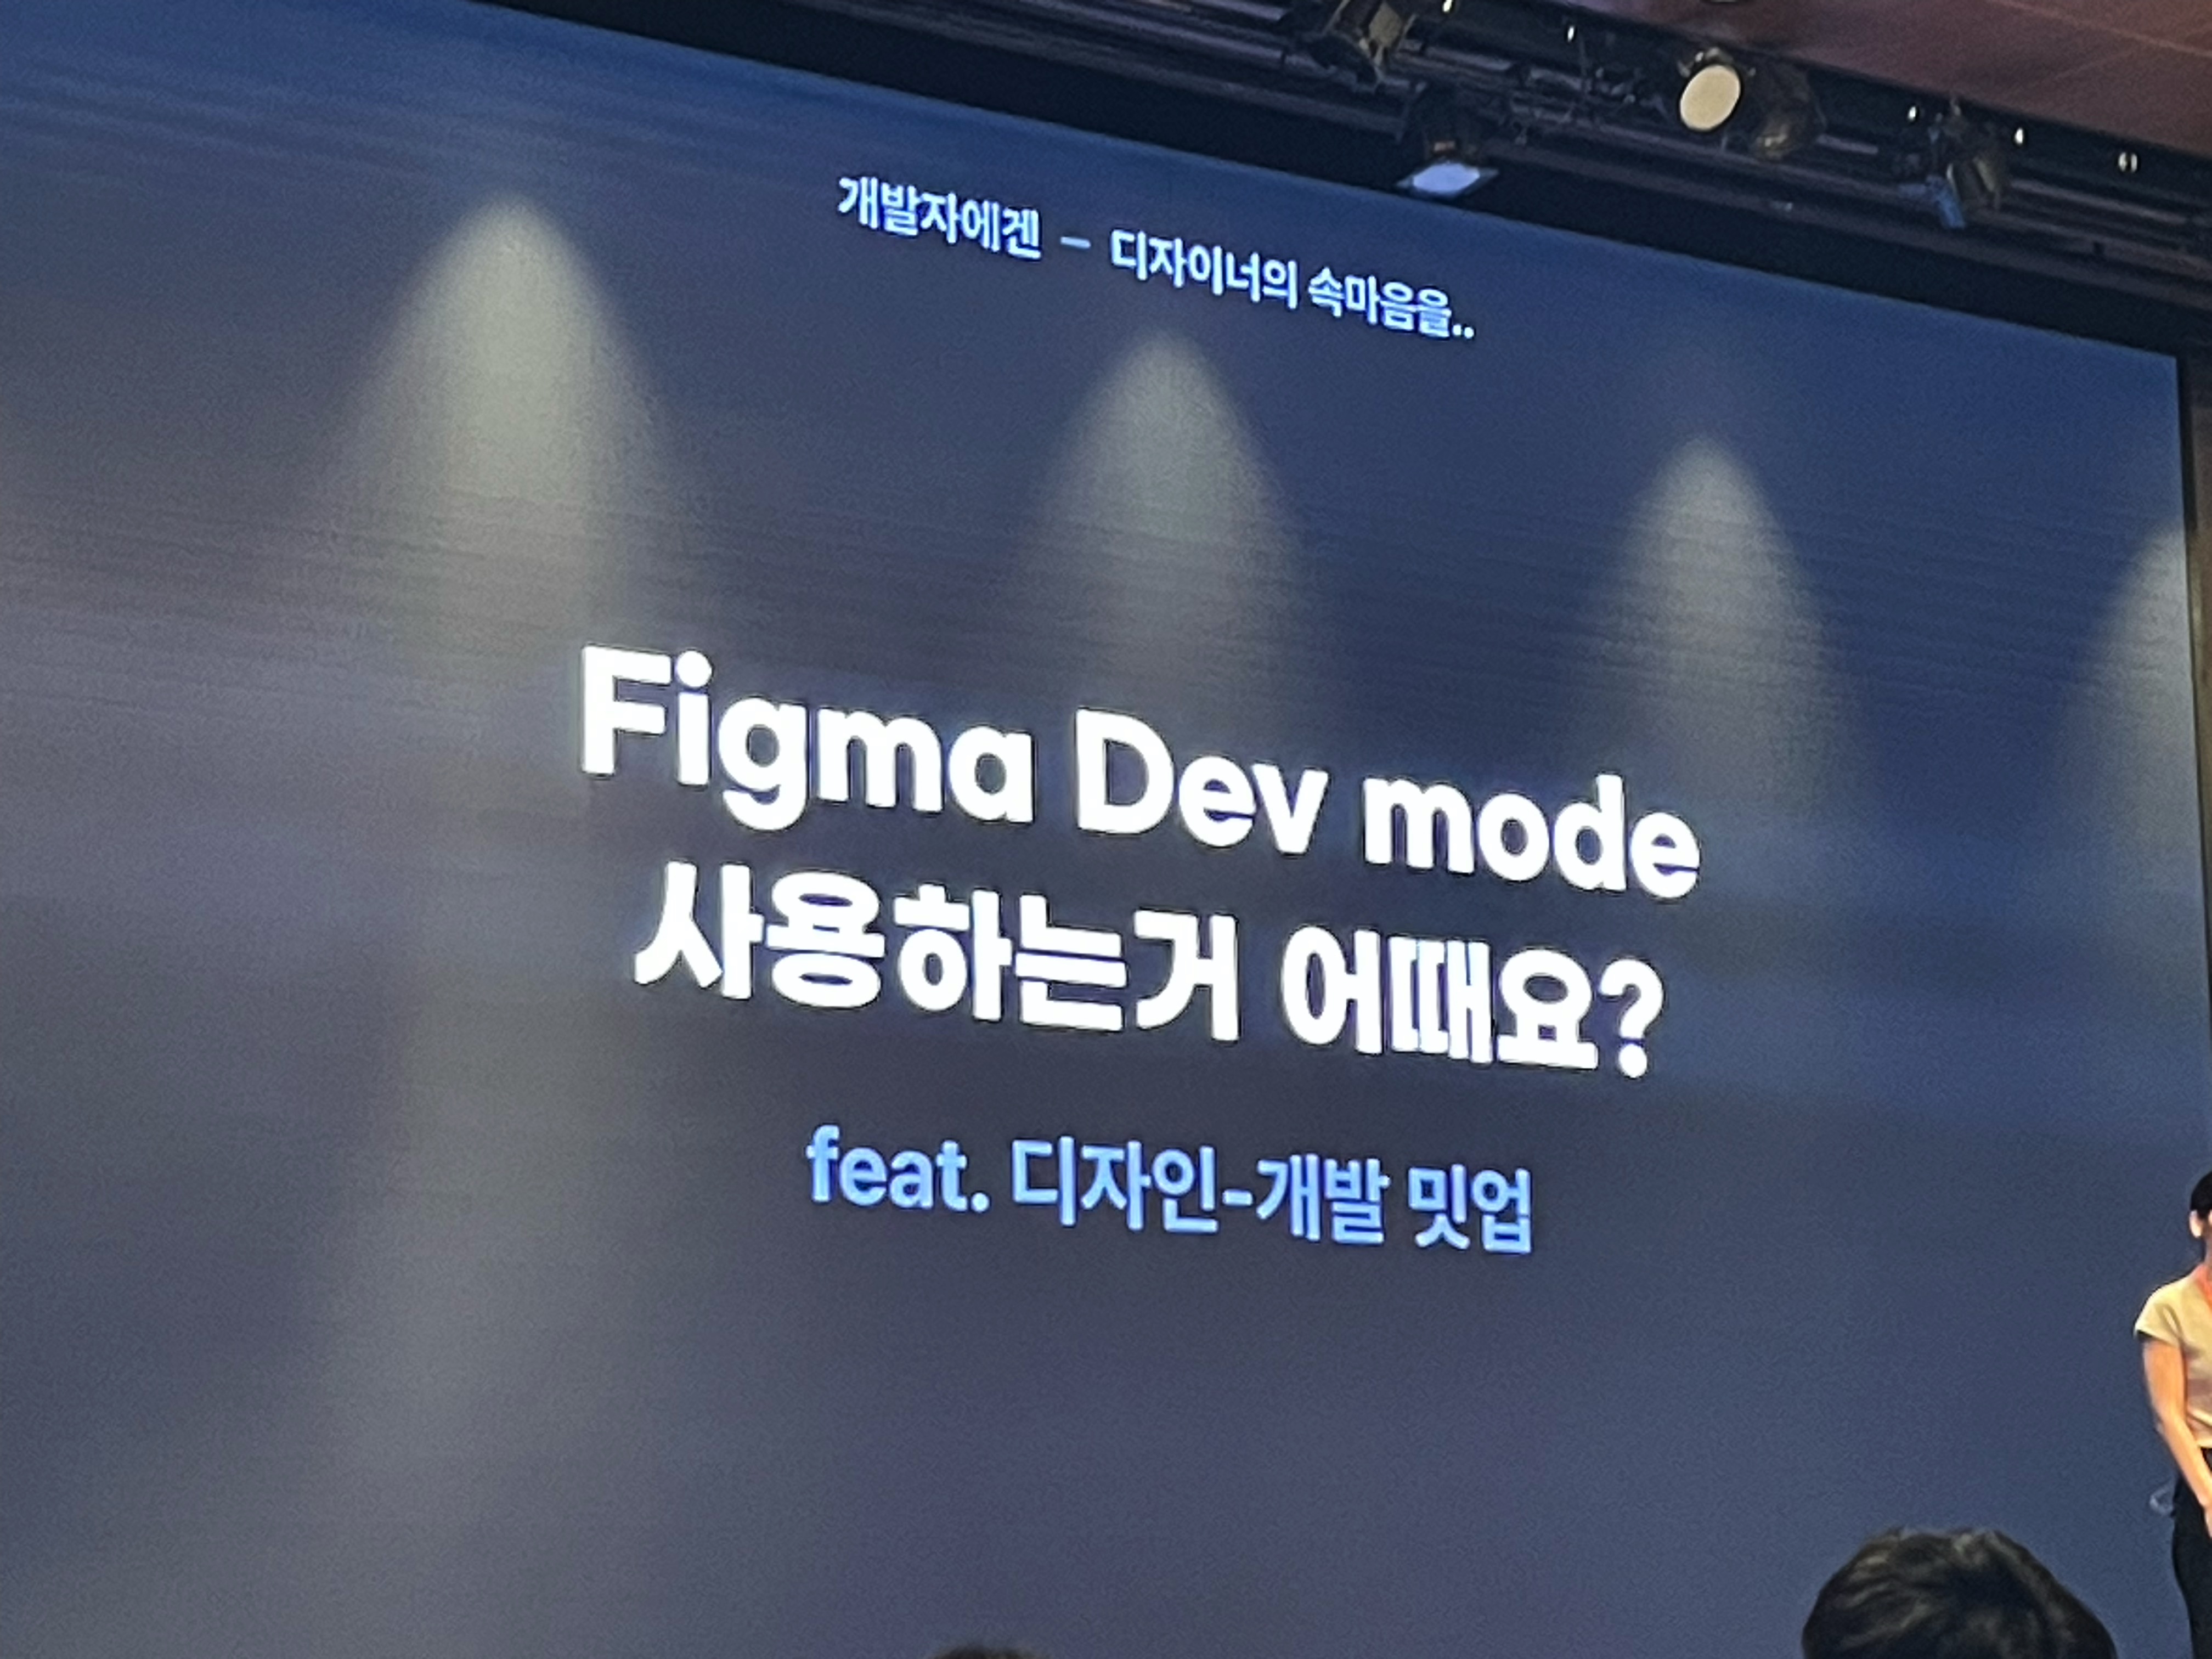 개발자에겐 – 디자이너의 속마음을..
Figma Dev mode
사용하는거 어때요?
feat. 디자인-개발 밋업